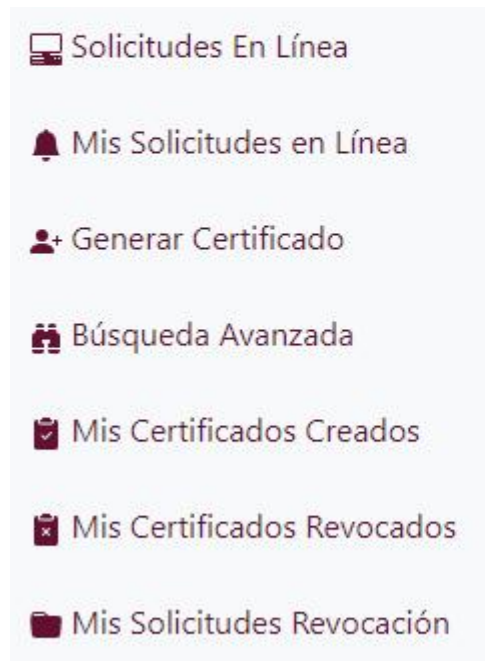 Solicitudes En Línea
Mis Solicitudes en Línea
Generar Certificado
Búsqueda Avanzada
Mis Certificados Creados
Mis Certificados Revocados
Mis Solicitudes Revocación